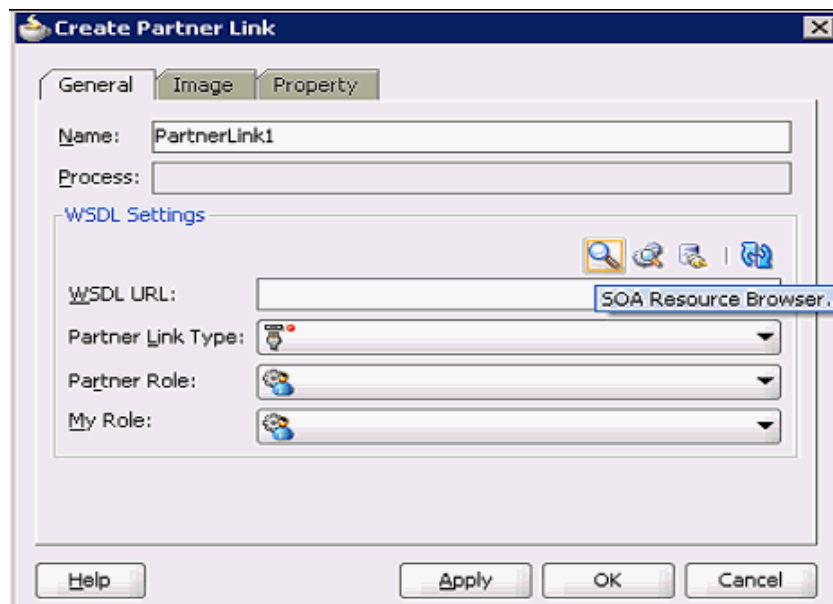 Create Partner Link
General Image Property
Name: PartnerLink1
Process:
WSDL Settings
WSDL URL:
SOA Resource Browser.
Partner Link Type:
Partner Role:
My Role:
Help Apply OK Cancel